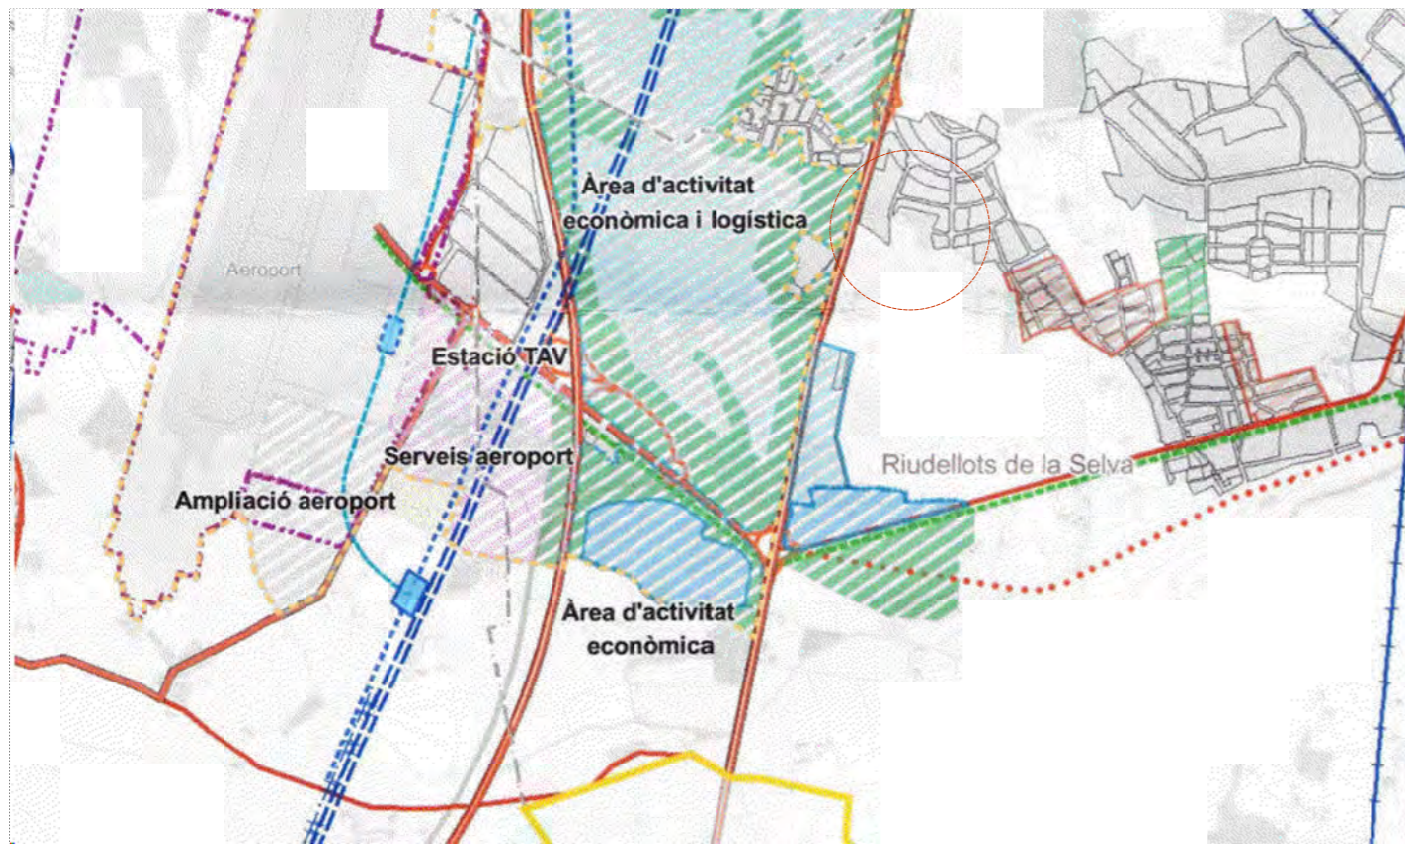 Àrea d'activitat
econòmica i logística
Aeroport
Estació TAV
Serveis aeroport
Riudellots de la Selva
Ampliació aeroport
Àrea d'activitat
econòmica